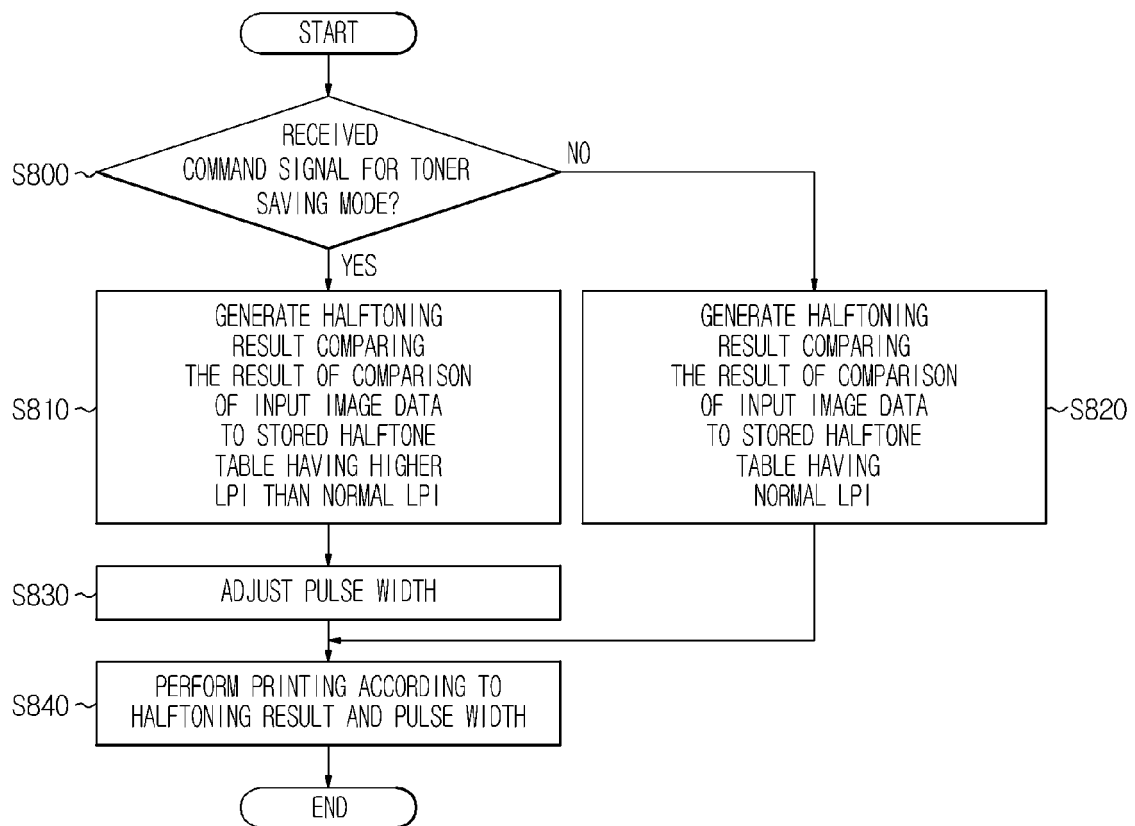 START
RECEIVED
COMMAND SIGNAL FOR TONER
SAVING MODE?
S800
NO
YES
GENERATE HALFTONING
RESULT COMPARING
THE RESULT OF COMPARISON
OF INPUT IMAGE DATA
TO STORED HALFTONE
TABLE HAVING HIGHER
LPI THAN NORMAL LPI
S810
GENERATE HALFTONING
RESULT COMPARING
THE RESULT OF COMPARISON
OF INPUT IMAGE DATA
TO STORED HALFTONE
TABLE HAVING
NORMAL LPI
S820
S830
ADJUST PULSE WIDTH
S840
PERFORM PRINTING ACCORDING TO
HALFTONING RESULT AND PULSE WIDTH
END